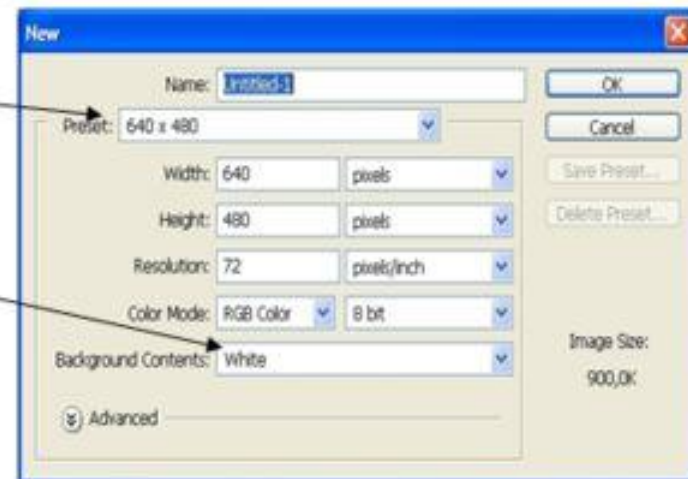 New
Name: Untitled-1
OK
Preset: 640 x 480
Cancel
Width: 640 pixels
Save Preset...
Height: 480 pixels
Delete Preset...
Resolution: 72 pixels/inch
Color Mode: RGB Color 8 bit
Background Contents: White
Image Size:
900,0K
Advanced